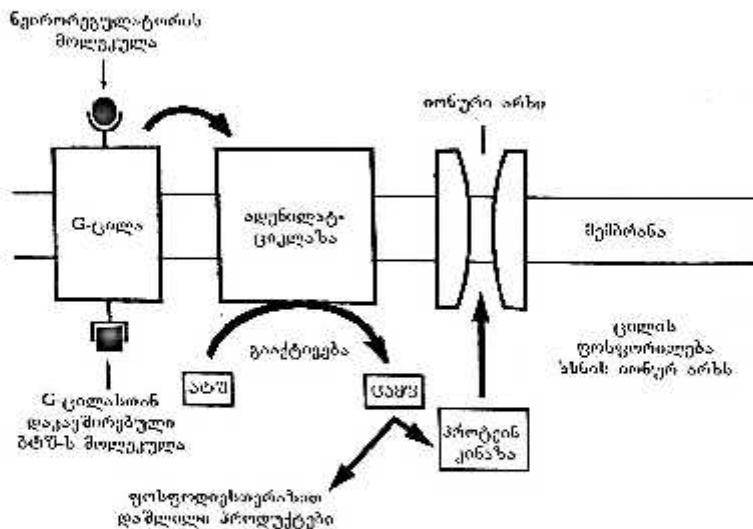 ნეირორეგულატორის
მოლეკულა
იონური არხი
G-ცილა
ადენილატ-
ციკლაზა
მემბრანა
გააქტივება
ატფ
ცამფ
ცილის
ფოსფორილება
ხსნის იონურ არხს
G-ცილასთან
დაკავშირებული
გტფ-ს მოლეკულა
პროტეინ
კინაზა
ფოსფოდიესთერაზით
დაშლილი პროდუქტები